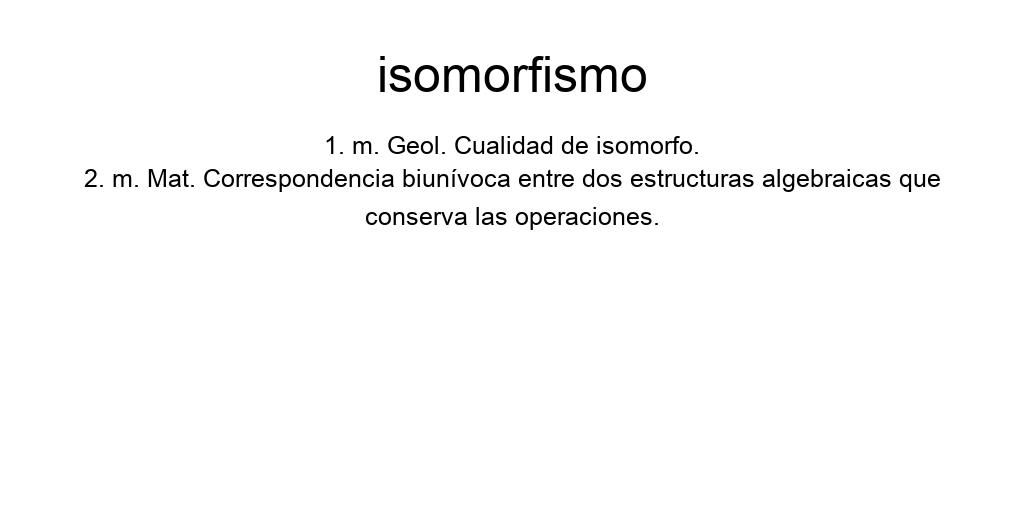 isomorfismo
1. m. Geol. Cualidad de isomorfo.
2. m. Mat. Correspondencia biunívoca entre dos estructuras algebraicas que
conserva las operaciones.